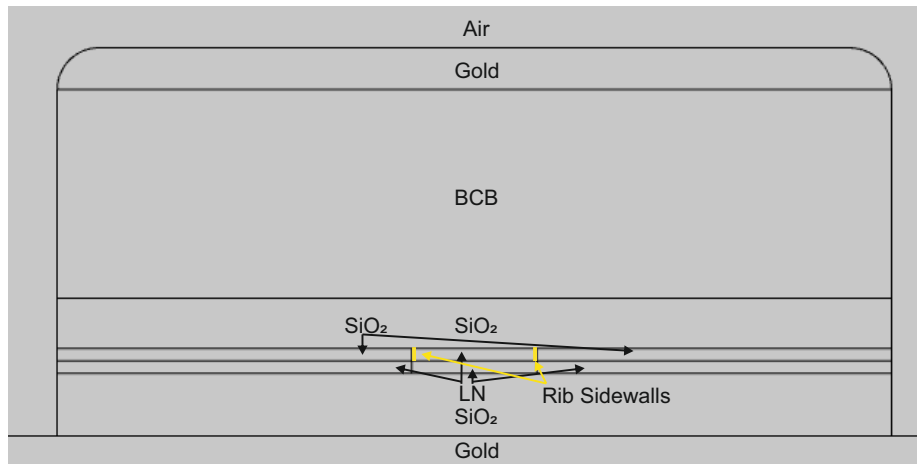 Air
Gold
BCB
SiO₂ SiO₂
LN Rib Sidewalls
SiO₂
Gold